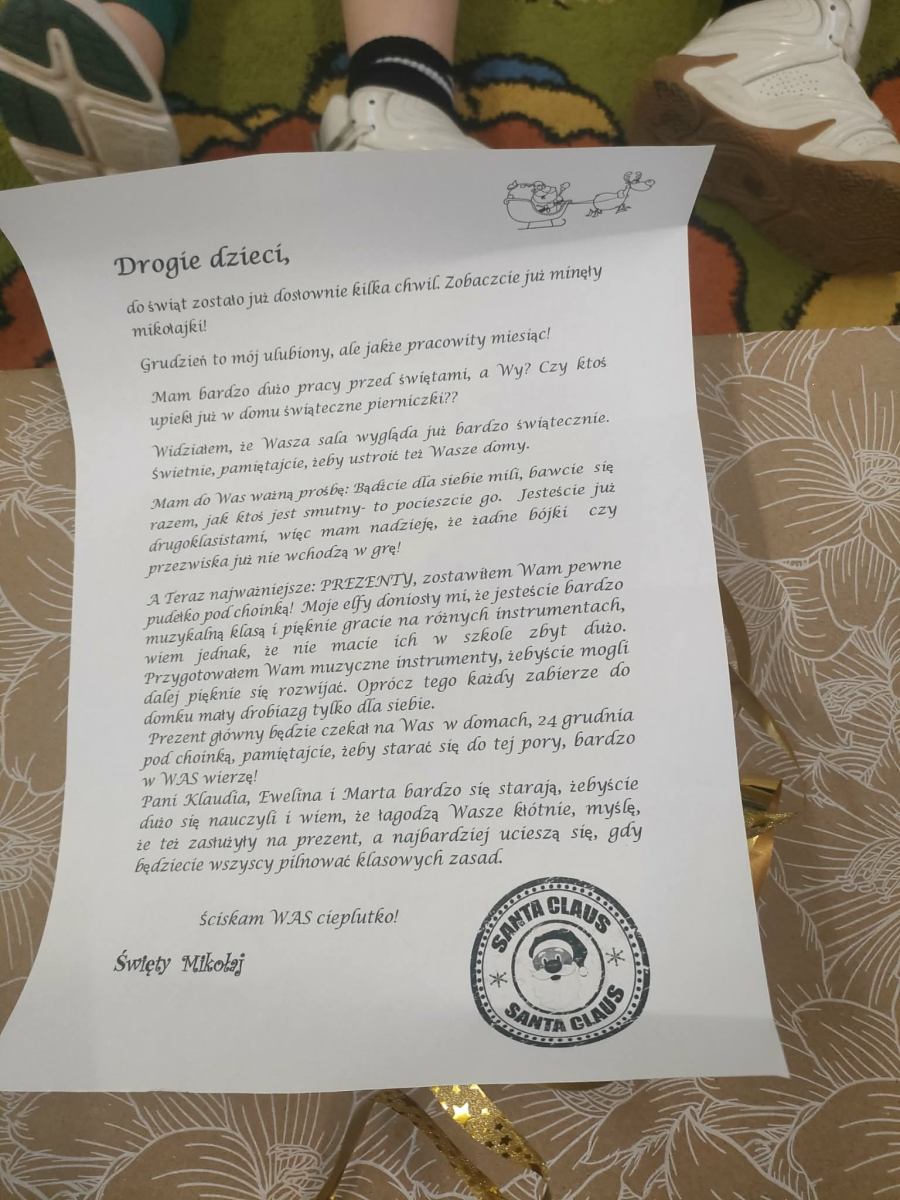 Drogie dzieci,
do świąt zostało już dosłownie kilka chwil. Zobaczcie już minęły
mikołajki!
Grudzień to mój ulubiony, ale jakże pracowity miesiąc!
Mam bardzo dużo pracy przed świętami, a Wy? Czy ktoś
upiekł już w domu świąteczne pierniczki??
Widziałem, że Wasza sala wygląda już bardzo świątecznie.
Świetnie, pamiętajcie, żeby ustroić też Wasze domy.
Mam do Was ważną prośbę: Bądźcie dla siebie mili, bawcie się
razem, jak ktoś jest smutny- to pocieszcie go. Jesteście już
drugoklasistami, więc mam nadzieję, że żadne bójki czy
przezwiska już nie wchodzą w grę!
A Teraz najważniejsze: PREZENTY, zostawiłem Wam pewne
pudełko pod choinką! Moje elfy doniosły mi, że jesteście bardzo
muzykalną klasą i pięknie gracie na różnych instrumentach,
wiem jednak, że nie macie ich w szkole zbyt dużo.
Przygotowałem Wam muzyczne instrumenty, żebyście mogli
dalej pięknie się rozwijać. Oprócz tego każdy zabierze do
domku mały drobiazg tylko dla siebie.
Prezent główny będzie czekał na Was w domach, 24 grudnia
pod choinką, pamiętajcie, żeby starać się do tej pory, bardzo
w WAS wierzę!
Pani Klaudia, Ewelina i Marta bardzo się starają, żebyście
dużo się nauczyli i wiem, że łagodzą Wasze kłótnie, myślę,
że też zasłużyły na prezent, a najbardziej ucieszą się, gdy
będziecie wszyscy pilnować klasowych zasad.
ściskam WAS cieplutko!
Święty Mikołaj
SANTA CLAUS
SANTA CLAUS